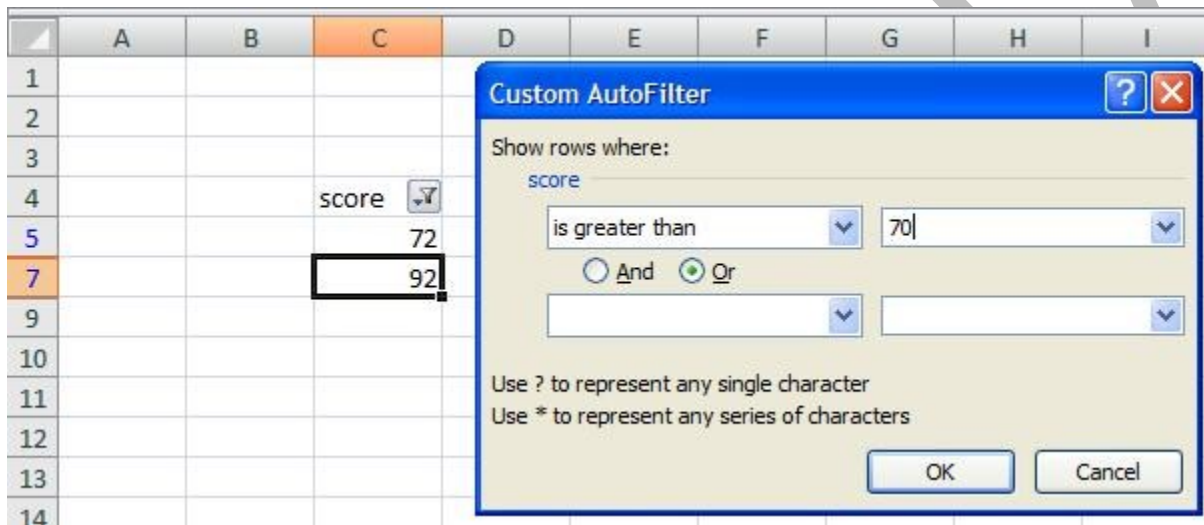 A B C D E F G H I
1 Custom AutoFilter ?
2
3 Show rows where:
4 score score
5 72 is greater than 70
7 92 And Or
9
10 Use ? to represent any single character
11 Use * to represent any series of characters
12
13 OK Cancel
14